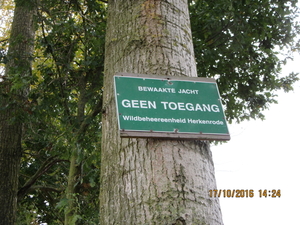 BEWAAKTE JACHT
GEEN TOEGANG
Wildbeheereenheid Herkenrode
17/10/2016 14:24